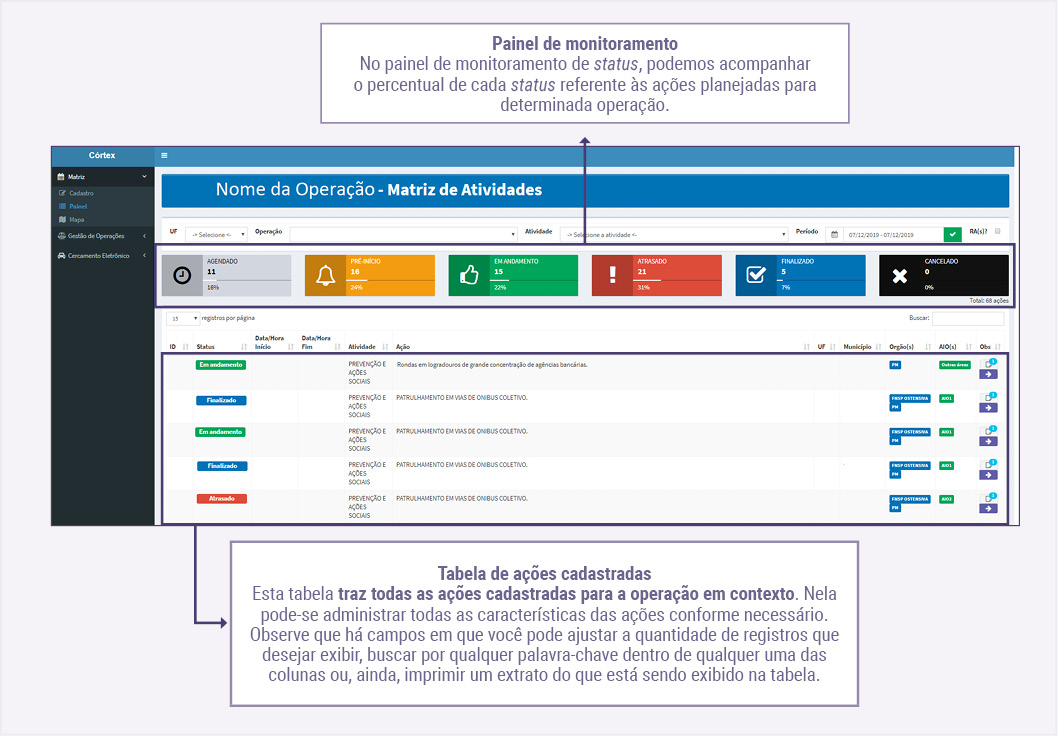 Painel de monitoramento
No painel de monitoramento de status, podemos acompanhar
o percentual de cada status referente às ações planejadas para
determinada operação.
Córtex
Matriz
Cadastro
Painel
Mapa
Gestão de Operações
Cercamento Eletrônico
Nome da Operação - Matriz de Atividades
UF -> Selecione <- Operação Atividade -> Selecione a atividade <- Período 07/12/2019 - 07/12/2019 RA(s)?
AGENDADO
11
16%
PRÉ-INÍCIO
16
24%
EM ANDAMENTO
15
22%
ATRASADO
21
31%
FINALIZADO
5
7%
CANCELADO
0
0%
Total: 68 ações
15 registros por página
Buscar:
ID Status Data/Hora Início Data/Hora Fim Atividade Ação UF Município Orgão(s) AIO(s) Obs
Em andamento PREVENÇÃO E AÇÕES SOCIAIS Rondas em logradouros de grande concentração de agências bancárias. PM Outras áreas 1
Finalizado PREVENÇÃO E AÇÕES SOCIAIS PATRULHAMENTO EM VIAS DE ONIBUS COLETIVO. FNSP OSTENSIVA PM AIO1 1
Em andamento PREVENÇÃO E AÇÕES SOCIAIS PATRULHAMENTO EM VIAS DE ONIBUS COLETIVO. FNSP OSTENSIVA PM AIO1 1
Finalizado PREVENÇÃO E AÇÕES SOCIAIS PATRULHAMENTO EM VIAS DE ONIBUS COLETIVO. FNSP OSTENSIVA PM AIO1 1
Atrasado PREVENÇÃO E AÇÕES SOCIAIS PATRULHAMENTO EM VIAS DE ONIBUS COLETIVO. FNSP OSTENSIVA PM AIO2 1
Tabela de ações cadastradas
Esta tabela traz todas as ações cadastradas para a operação em contexto. Nela
pode-se administrar todas as características das ações conforme necessário.
Observe que há campos em que você pode ajustar a quantidade de registros que
desejar exibir, buscar por qualquer palavra-chave dentro de qualquer uma das
colunas ou, ainda, imprimir um extrato do que está sendo exibido na tabela.